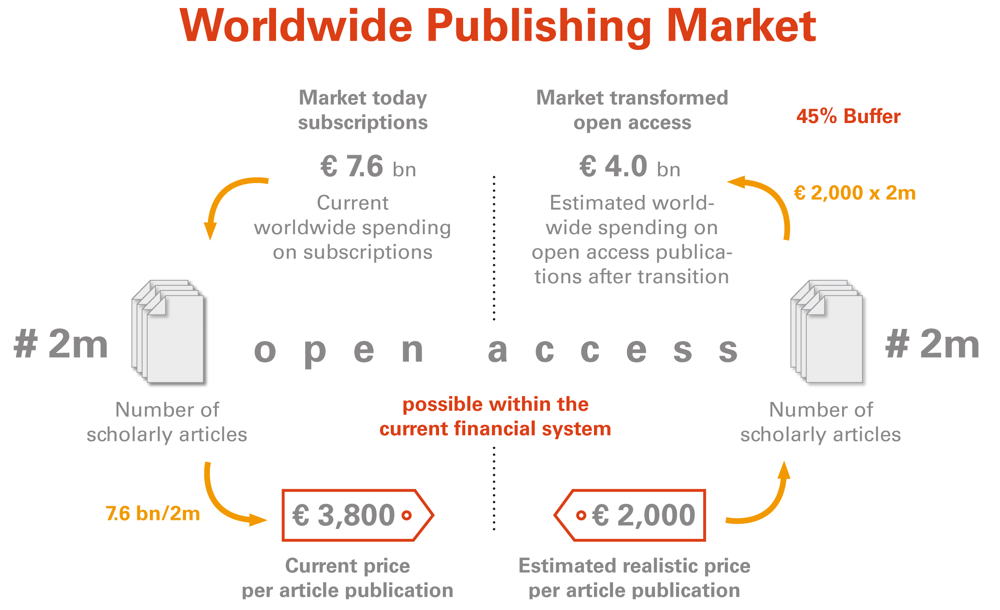 Worldwide Publishing Market
Market today
subscriptions
€ 7.6 bn
Current
worldwide spending
on subscriptions
Market transformed
open access
45% Buffer
€ 4.0 bn
Estimated world-
wide spending on
open access publica-
tions after transition
€ 2,000 x 2m
# 2m
Number of
scholarly articles
open access
possible within the
current financial system
# 2m
Number of
scholarly articles
7.6 bn/2m
€ 3,800
Current price
per article publication
€ 2,000
Estimated realistic price
per article publication